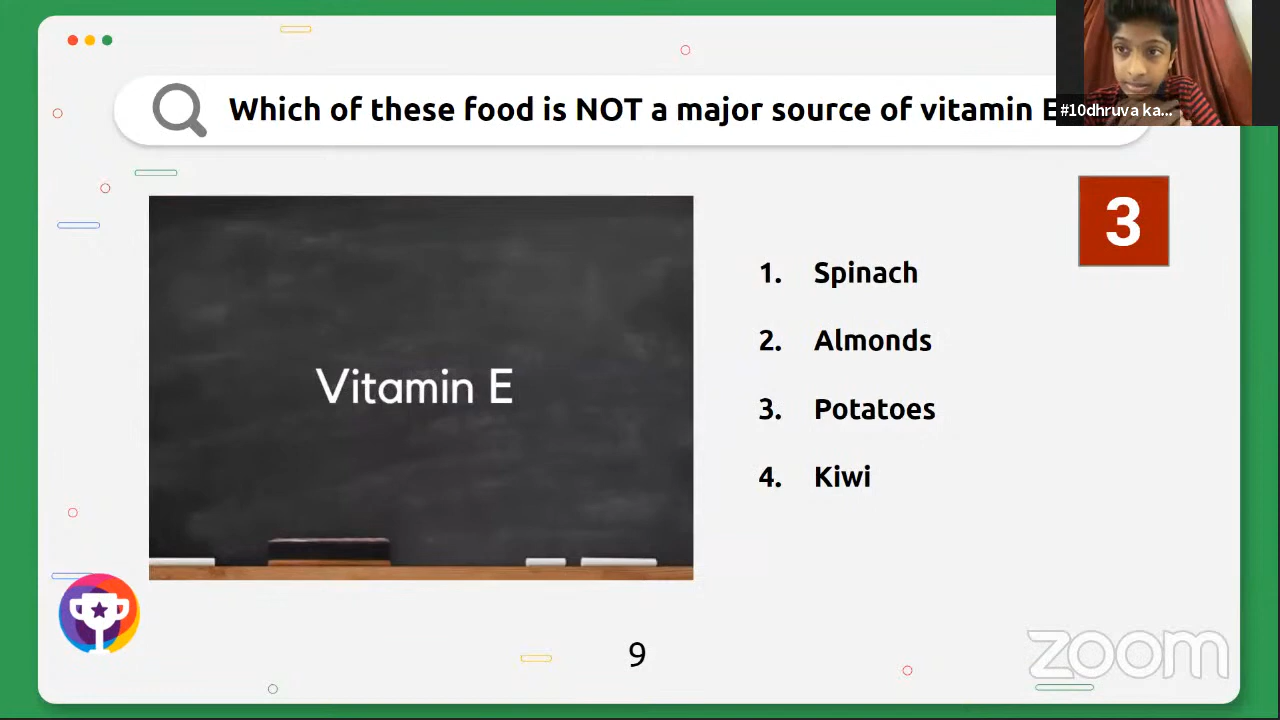 Which of these food is NOT a major source of vitamin E
#10dhruva ka...
3
Vitamin E
1. Spinach
2. Almonds
3. Potatoes
4. Kiwi
9
zoom